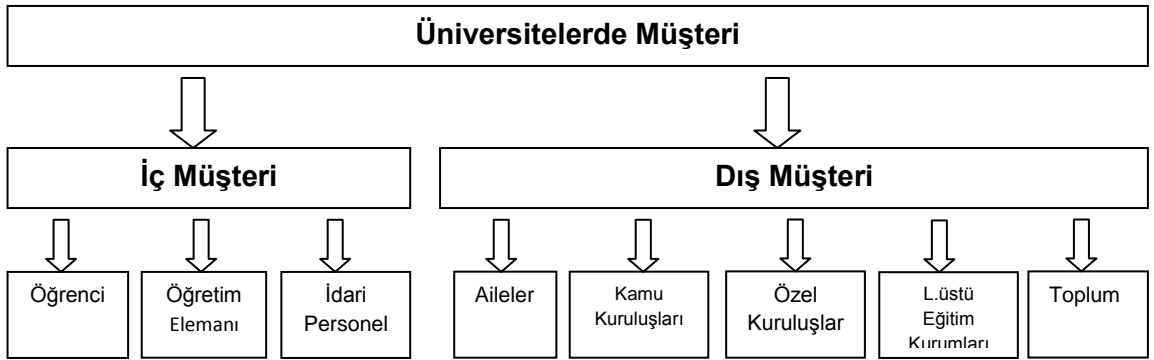 Üniversitelerde Müşteri
İç Müşteri
Dış Müşteri
Öğrenci
Öğretim
Elemanı
İdari
Personel
Aileler
Kamu
Kuruluşları
Özel
Kuruluşlar
L.üstü
Eğitim
Kurumları
Toplum